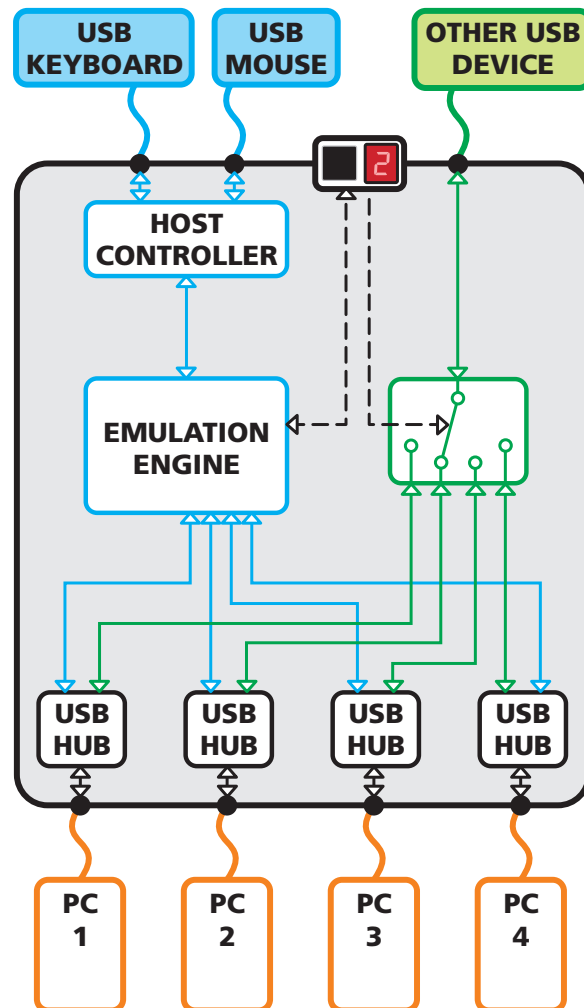 USB
KEYBOARD
USB
MOUSE
OTHER USB
DEVICE
2
HOST
CONTROLLER
EMULATION
ENGINE
USB
HUB
USB
HUB
USB
HUB
USB
HUB
PC
1
PC
2
PC
3
PC
4